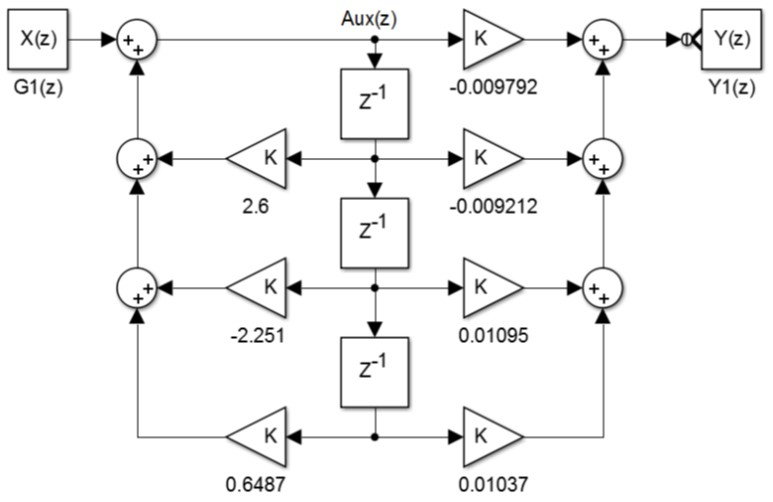 X(z)
G1(z)
+
+
Aux(z)
K
-0.009792
+
+
Y(z)
Y1(z)
Z-1
+
+
K
2.6
K
-0.009212
+
+
Z-1
+
+
K
-2.251
K
0.01095
+
+
Z-1
K
0.6487
K
0.01037